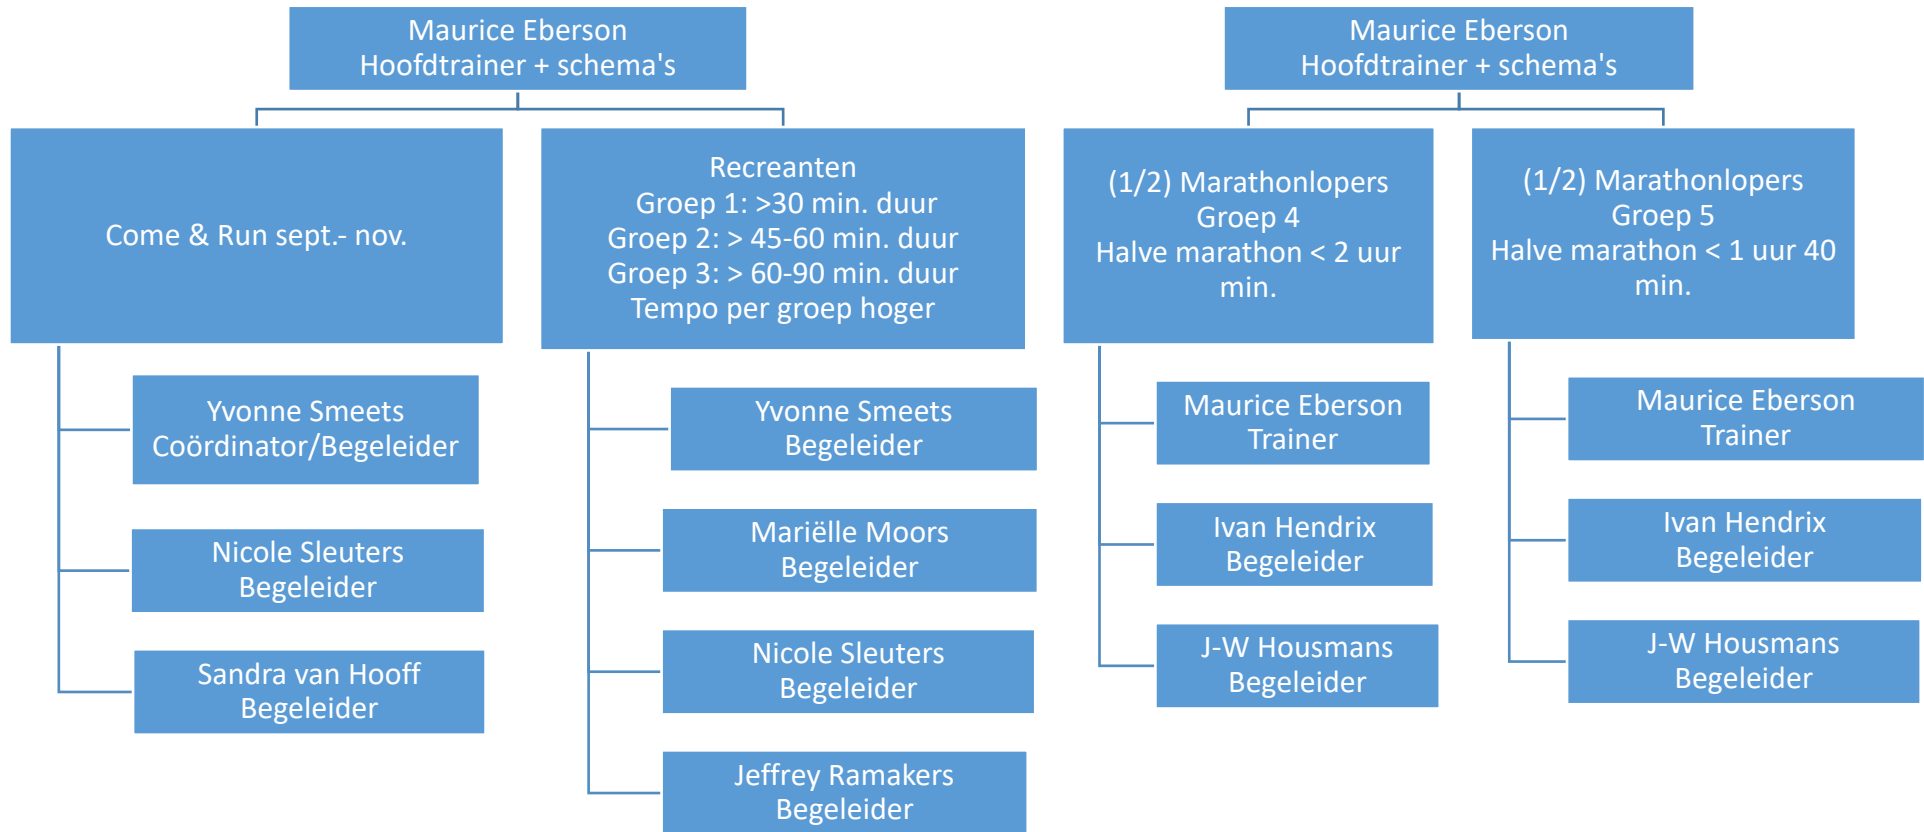 Maurice Eberson
Hoofdtrainer + schema's
Come & Run sept.- nov.
Yvonne Smeets
Coördinator/Begeleider
Nicole Sleuters
Begeleider
Sandra van Hooff
Begeleider
Recreanten
Groep 1: >30 min. duur
Groep 2: > 45-60 min. duur
Groep 3: > 60-90 min. duur
Tempo per groep hoger
Yvonne Smeets
Begeleider
Mariëlle Moors
Begeleider
Nicole Sleuters
Begeleider
Jeffrey Ramakers
Begeleider
Maurice Eberson
Hoofdtrainer + schema's
(1/2) Marathonlopers
Groep 4
Halve marathon < 2 uur
min.
Maurice Eberson
Trainer
Ivan Hendrix
Begeleider
J-W Housmans
Begeleider
(1/2) Marathonlopers
Groep 5
Halve marathon < 1 uur 40
min.
Maurice Eberson
Trainer
Ivan Hendrix
Begeleider
J-W Housmans
Begeleider